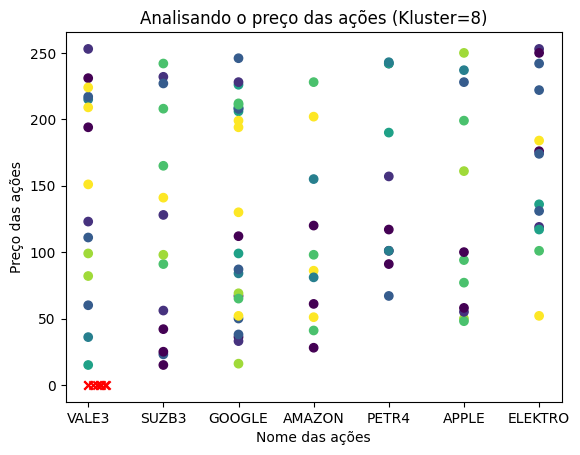 Analisando o preço das ações (Kluster=8)
250
200
150
100
50
0
Preço das ações
VALE3 SUZB3 GOOGLE AMAZON PETR4 APPLE ELEKTRO
Nome das ações